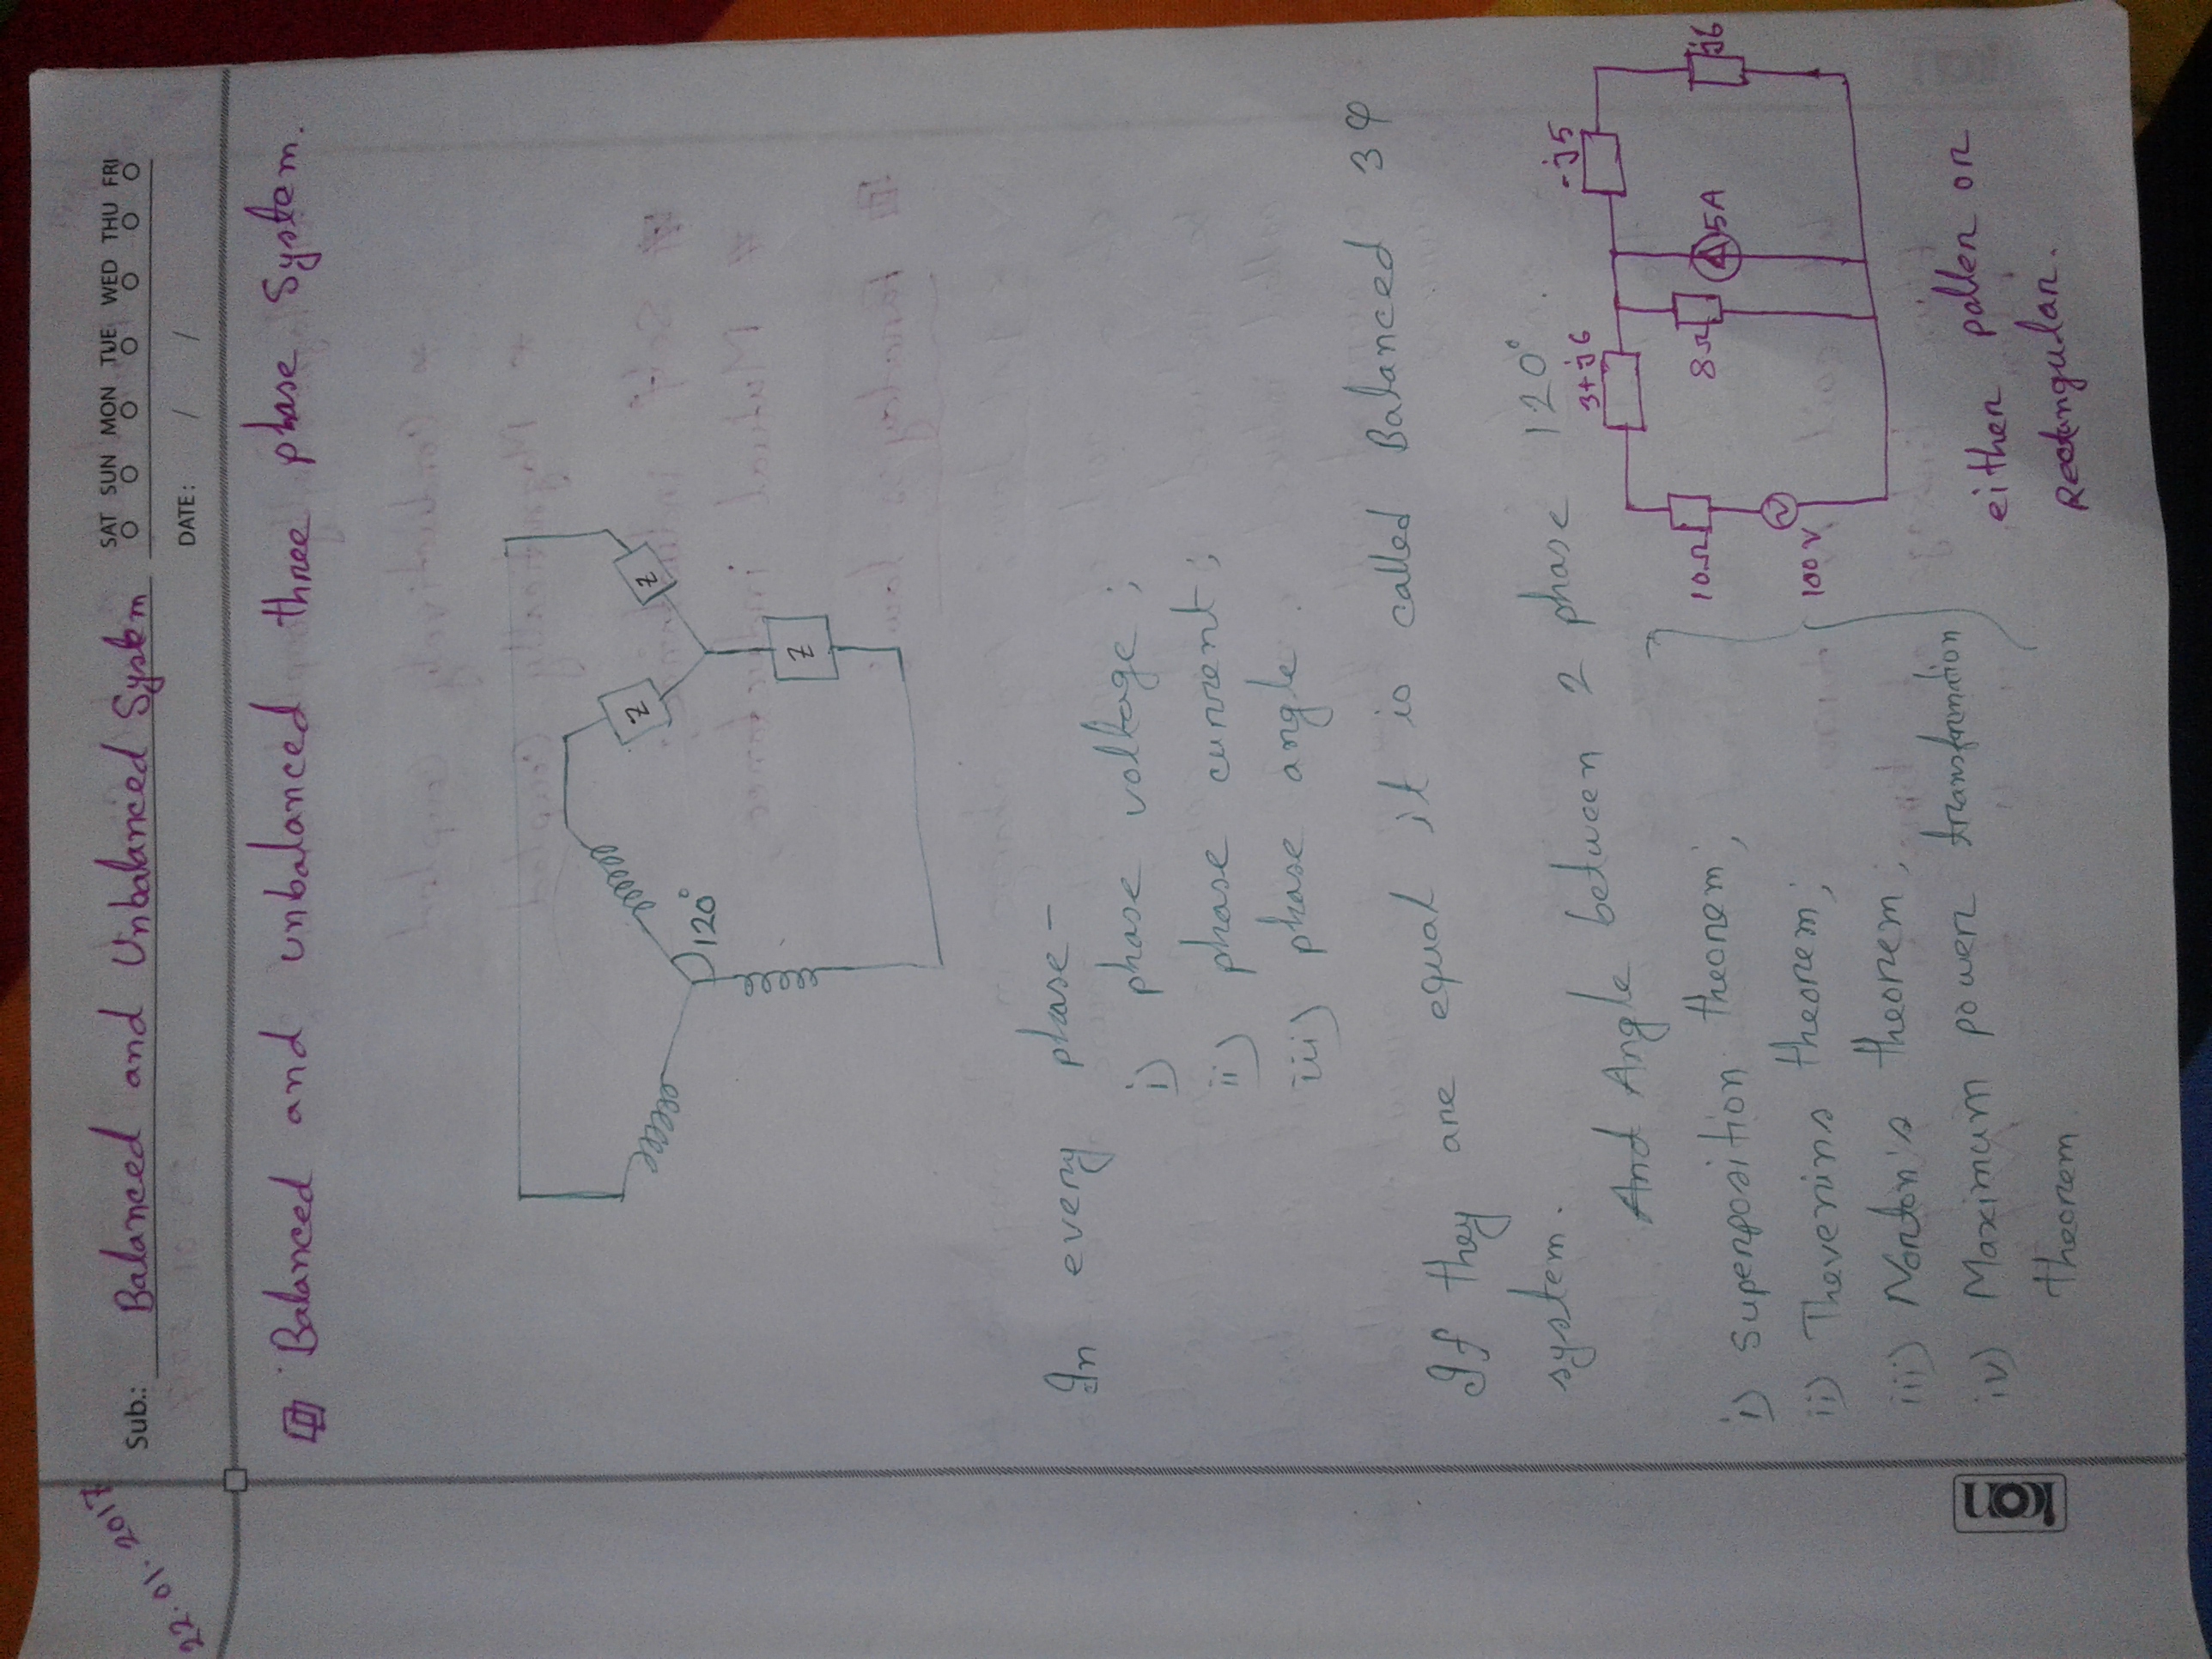 22.01.2017
Sub.: Balanced and Unbalanced System
SAT SUN MON TUE WED THU FRI
DATE: / /
Balanced and unbalanced three phase System.
Z
Z
120°
Z
In every phase-
i) phase voltage;
ii) phase current;
iii) phase angle.
If they are equal it is called Balanced 3φ
system.
And Angle between 2 phase 120°.
3+j6
-j5
10Ω
8Ω
5A
j6
100 V
i) Superposition theorem;
ii) Thevenins theorem;
iii) Norton's theorem;
iv) Maximum power transformation
theorem.
either poller or
Rectangular.
icon